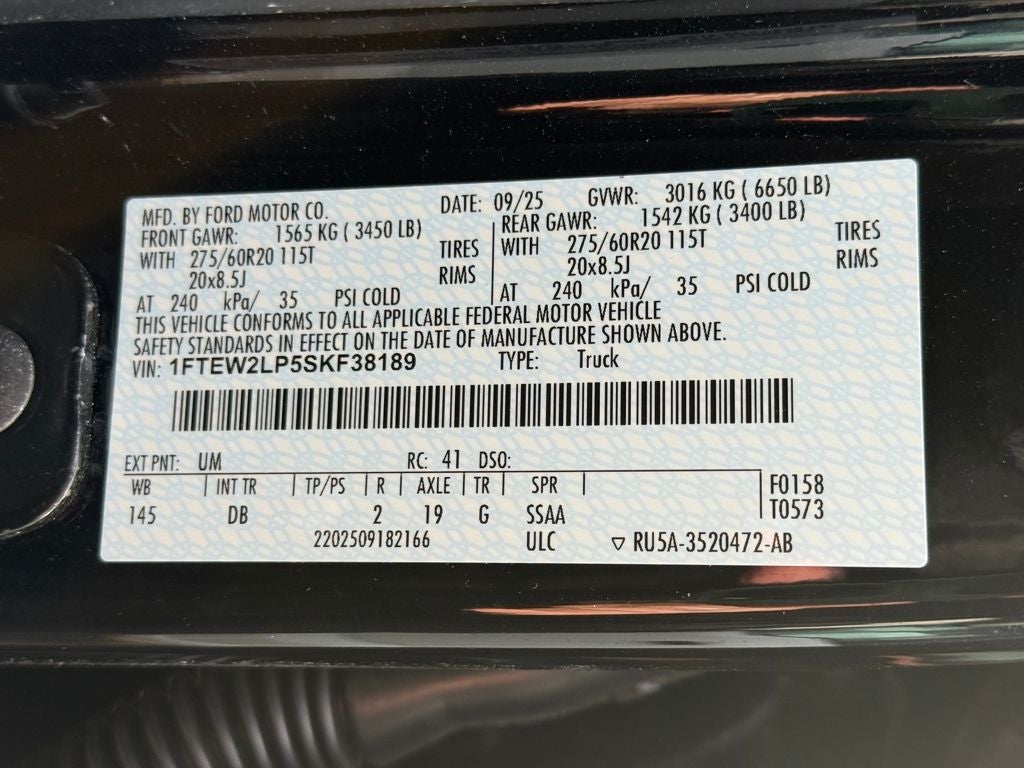 MFD. BY FORD MOTOR CO. DATE: 09/25 GVWR: 3016 KG ( 6650 LB)
FRONT GAWR: 1565 KG ( 3450 LB) REAR GAWR: 1542 KG ( 3400 LB)
WITH 275/60R20 115T TIRES WITH 275/60R20 115T TIRES
20x8.5J RIMS 20x8.5J RIMS
AT 240 kPa/ 35 PSI COLD AT 240 kPa/ 35 PSI COLD
THIS VEHICLE CONFORMS TO ALL APPLICABLE FEDERAL MOTOR VEHICLE
SAFETY STANDARDS IN EFFECT ON THE DATE OF MANUFACTURE SHOWN ABOVE.
VIN: 1FTEW2LP5SKF38189 TYPE: Truck
EXT PNT: UM RC: 41 DSO:
WB INT TR TP/PS R AXLE TR SPR F0158
145 DB 2 19 G SSAA T0573
2202509182166 ULC ▽ RU5A-3520472-AB